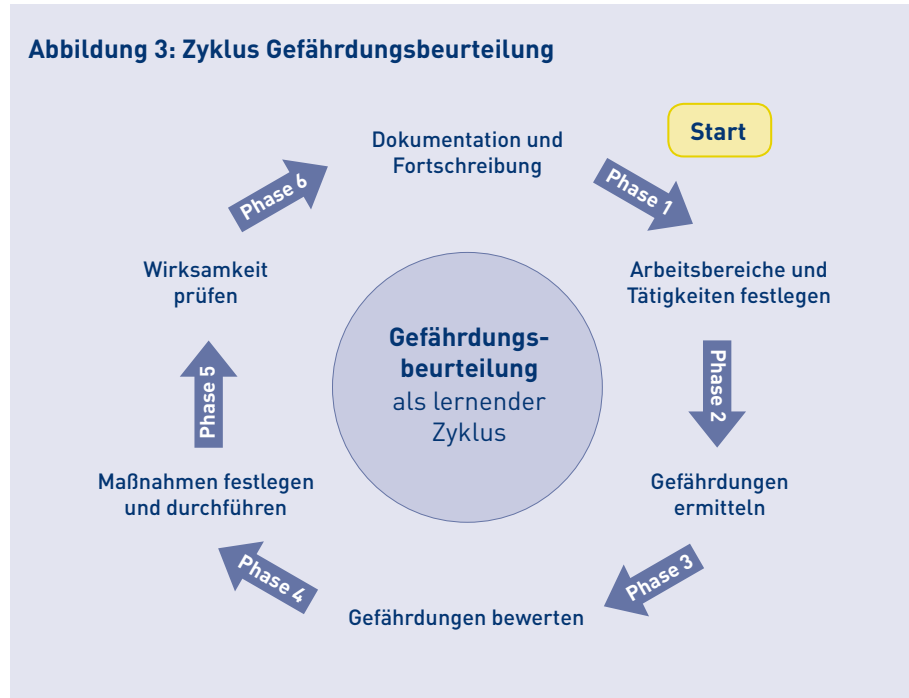 Abbildung 3: Zyklus Gefährdungsbeurteilung
Start
Phase 1
Arbeitsbereiche und
Tätigkeiten festlegen
Phase 2
Gefährdungen
ermitteln
Phase 3
Gefährdungen bewerten
Phase 4
Maßnahmen festlegen
und durchführen
Phase 5
Wirksamkeit
prüfen
Phase 6
Dokumentation und
Fortschreibung
Gefährdungs-
beurteilung
als lernender
Zyklus